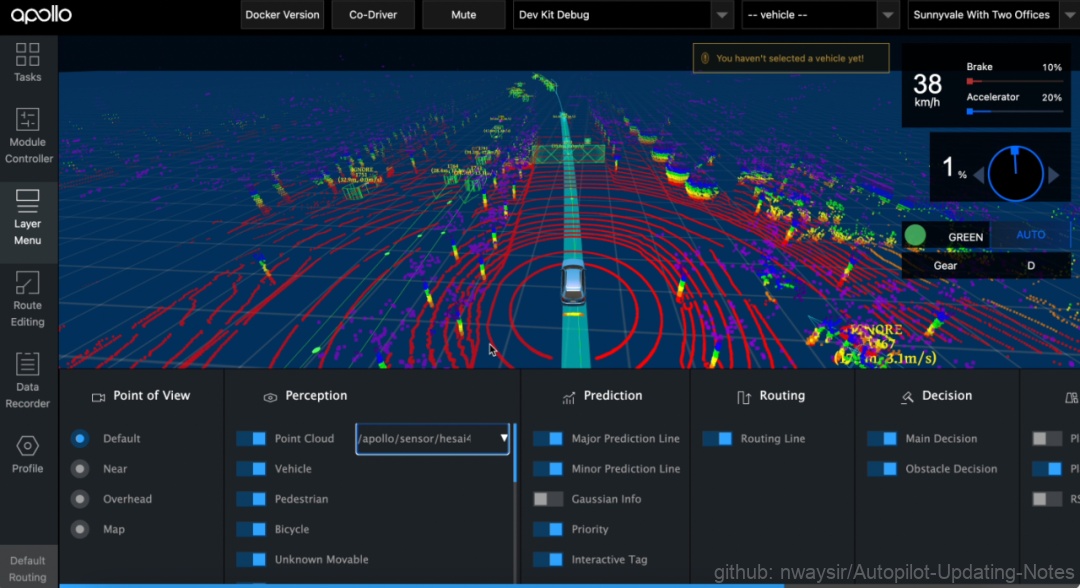 apollo
Docker Version
Co-Driver
Mute
Dev Kit Debug
-- vehicle --
Sunnyvale With Two Offices
Tasks
Module
Controller
Layer
Menu
Route
Editing
Data
Recorder
Profile
Default
Routing
You haven't selected a vehicle yet!
38
km/h
Brake 10%
Accelerator 20%
1 %
GREEN AUTO
Gear D
IGNORE
IGNORE
3.1m/s)
Point of View
Default
Near
Overhead
Map
Perception
Point Cloud /apollo/sensor/hesai4
Vehicle
Pedestrian
Bicycle
Unknown Movable
Prediction
Major Prediction Line
Minor Prediction Line
Gaussian Info
Priority
Interactive Tag
Routing
Routing Line
Decision
Main Decision
Obstacle Decision
Pl
Pl
RS
github: nwaysir/Autopilot-Updating-Notes